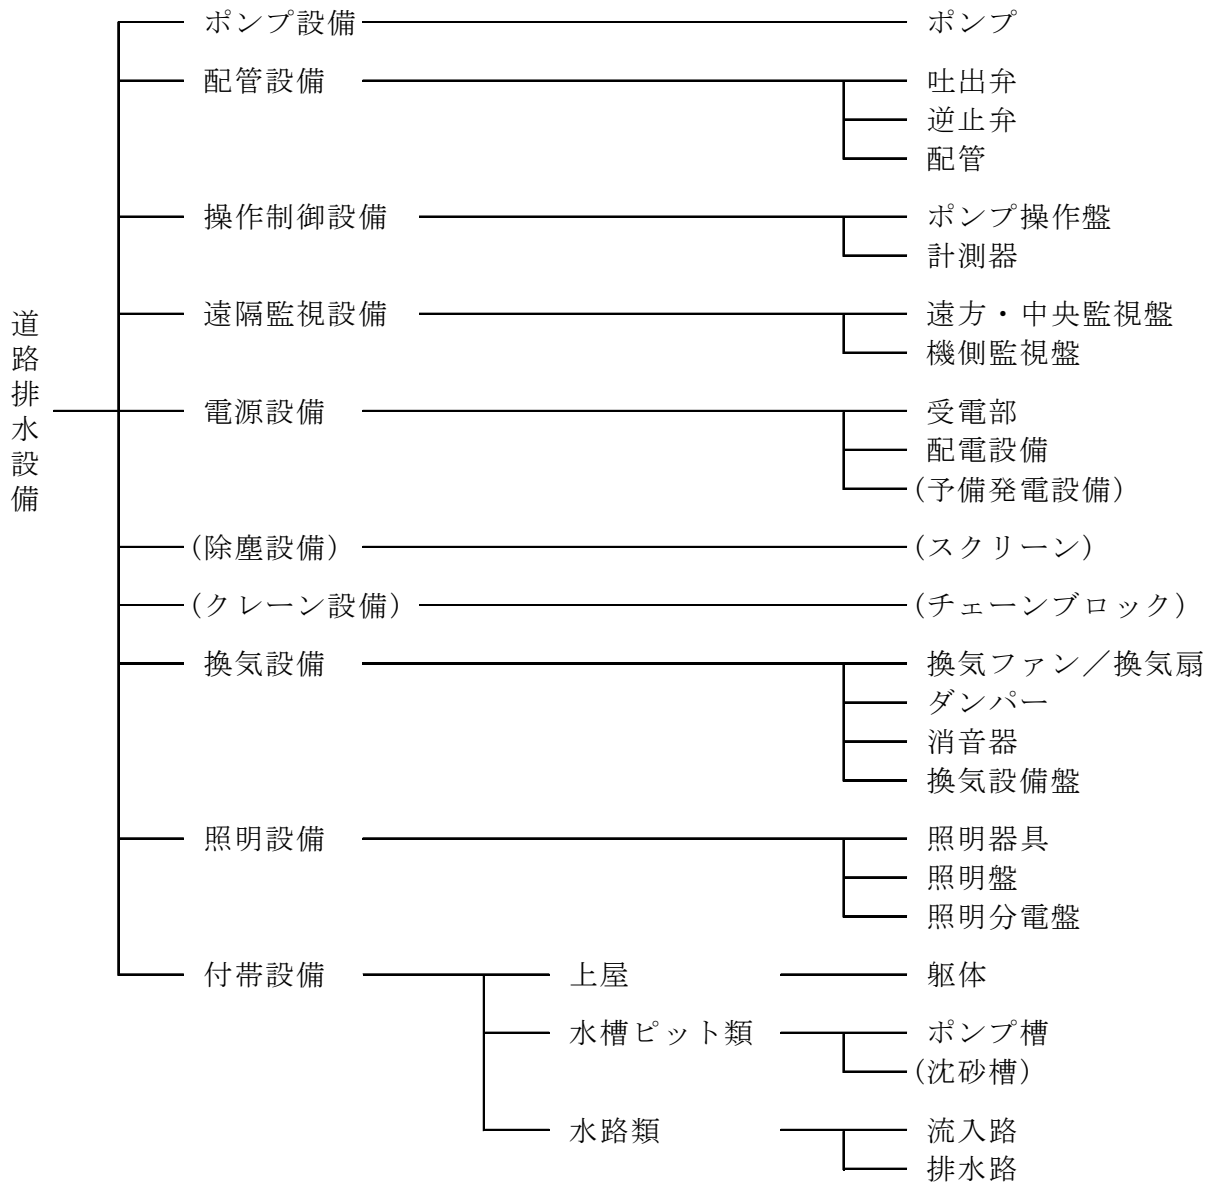 道路排水設備
ポンプ設備 ポンプ
配管設備 吐出弁
逆止弁
配管
操作制御設備 ポンプ操作盤
計測器
遠隔監視設備 遠方・中央監視盤
機側監視盤
電源設備 受電部
配電設備
(予備発電設備)
(除塵設備) (スクリーン)
(クレーン設備) (チェーンブロック)
換気設備 換気ファン／換気扇
ダンパー
消音器
換気設備盤
照明設備 照明器具
照明盤
照明分電盤
付帯設備 上屋 躯体
水槽ピット類 ポンプ槽
(沈砂槽)
水路類 流入路
排水路